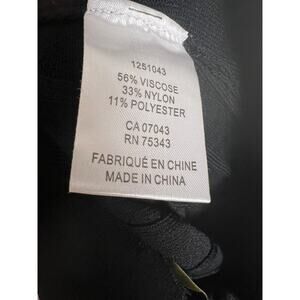 1251043
56% VISCOSE
33% NYLON
11% POLYESTER
CA 07043
RN 75343
FABRIQUÉ EN CHINE
MADE IN CHINA